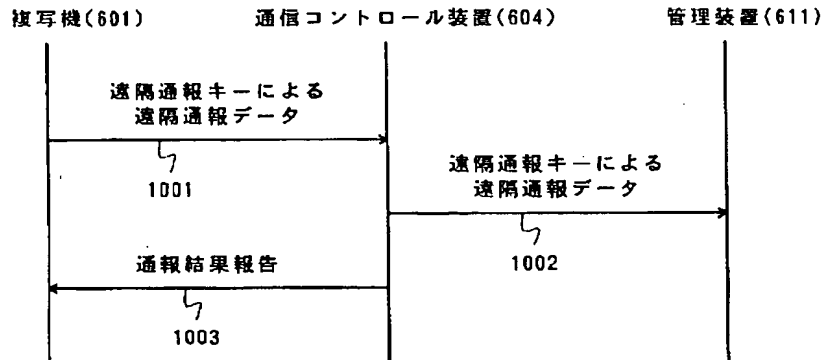 複写機(601) 通信コントロール装置(604) 管理装置(611)
遠隔通報キーによる
遠隔通報データ
1001
遠隔通報キーによる
遠隔通報データ
1002
通報結果報告
1003